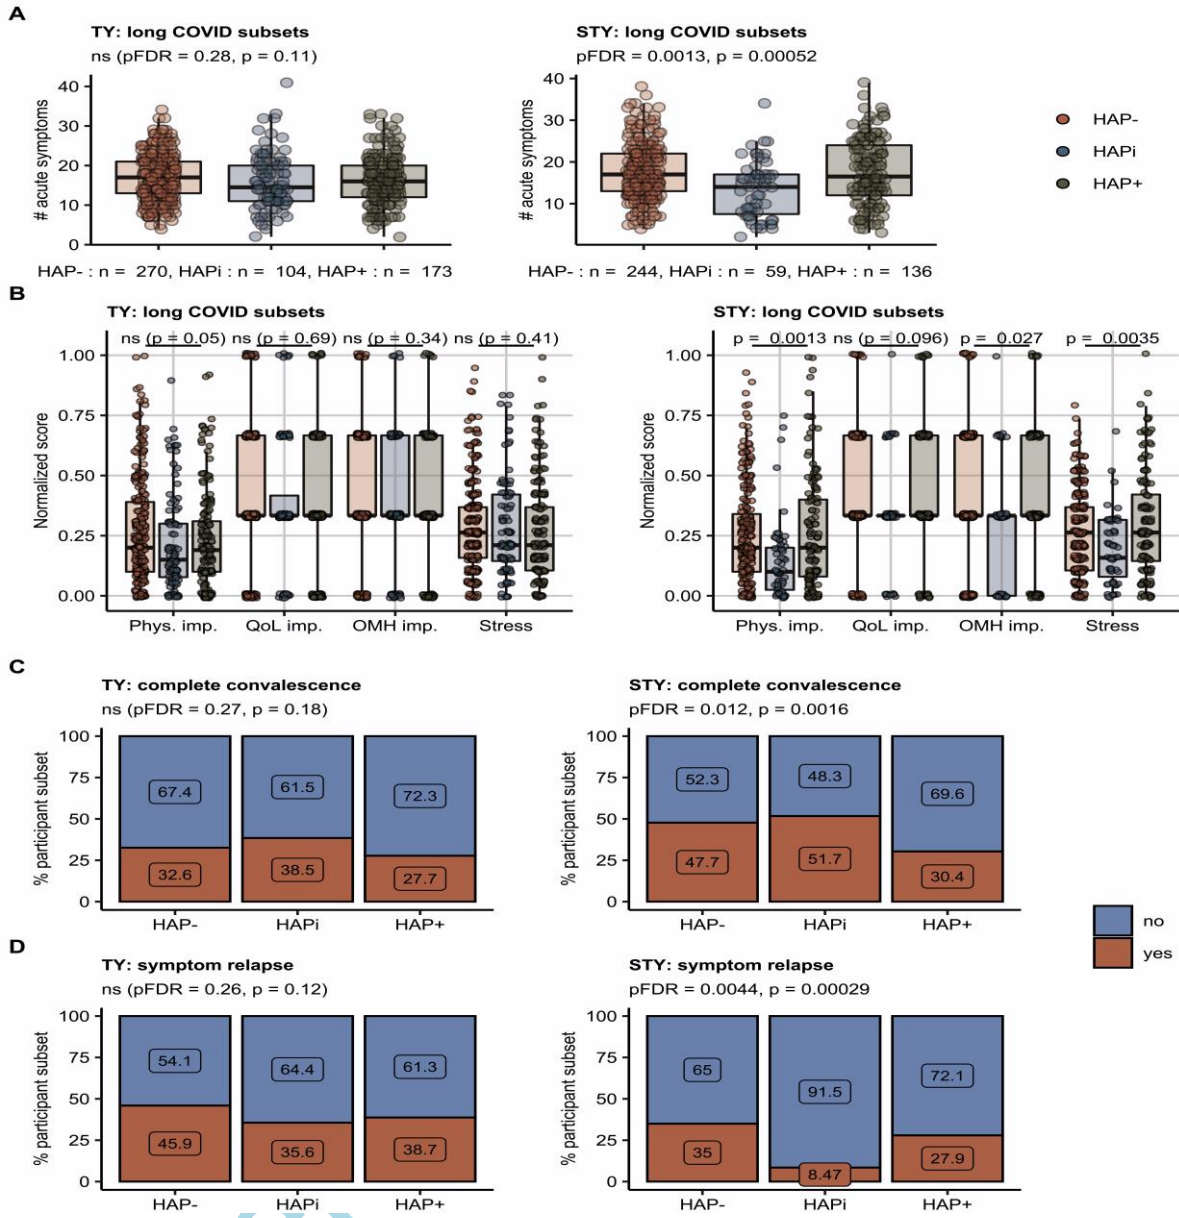 A
TY: long COVID subsets
ns (pFDR = 0.28, p = 0.11)
# acute symptoms
40
30
20
10
0
HAP- : n = 270, HAPi : n = 104, HAP+ : n = 173
STY: long COVID subsets
pFDR = 0.0013, p = 0.00052
# acute symptoms
40
30
20
10
HAP- : n = 244, HAPi : n = 59, HAP+ : n = 136
HAP-
HAPi
HAP+
B
TY: long COVID subsets
ns (p = 0.05) ns (p = 0.69) ns (p = 0.34) ns (p = 0.41)
Normalized score
1.00
0.75
0.50
0.25
0.00
Phys. imp. QoL imp. OMH imp. Stress
STY: long COVID subsets
p = 0.0013 ns (p = 0.096) p = 0.027 p = 0.0035
Normalized score
1.00
0.75
0.50
0.25
0.00
Phys. imp. QoL imp. OMH imp. Stress
C
TY: complete convalescence
ns (pFDR = 0.27, p = 0.18)
% participant subset
100
75
50
25
0
67.4 61.5 72.3
32.6 38.5 27.7
HAP- HAPi HAP+
STY: complete convalescence
pFDR = 0.012, p = 0.0016
% participant subset
100
75
50
25
0
52.3 48.3 69.6
47.7 51.7 30.4
HAP- HAPi HAP+
no
yes
D
TY: symptom relapse
ns (pFDR = 0.26, p = 0.12)
% participant subset
100
75
50
25
0
54.1 64.4 61.3
45.9 35.6 38.7
HAP- HAPi HAP+
STY: symptom relapse
pFDR = 0.0044, p = 0.00029
% participant subset
100
75
50
25
0
65 91.5 72.1
35 8.47 27.9
HAP- HAPi HAP+